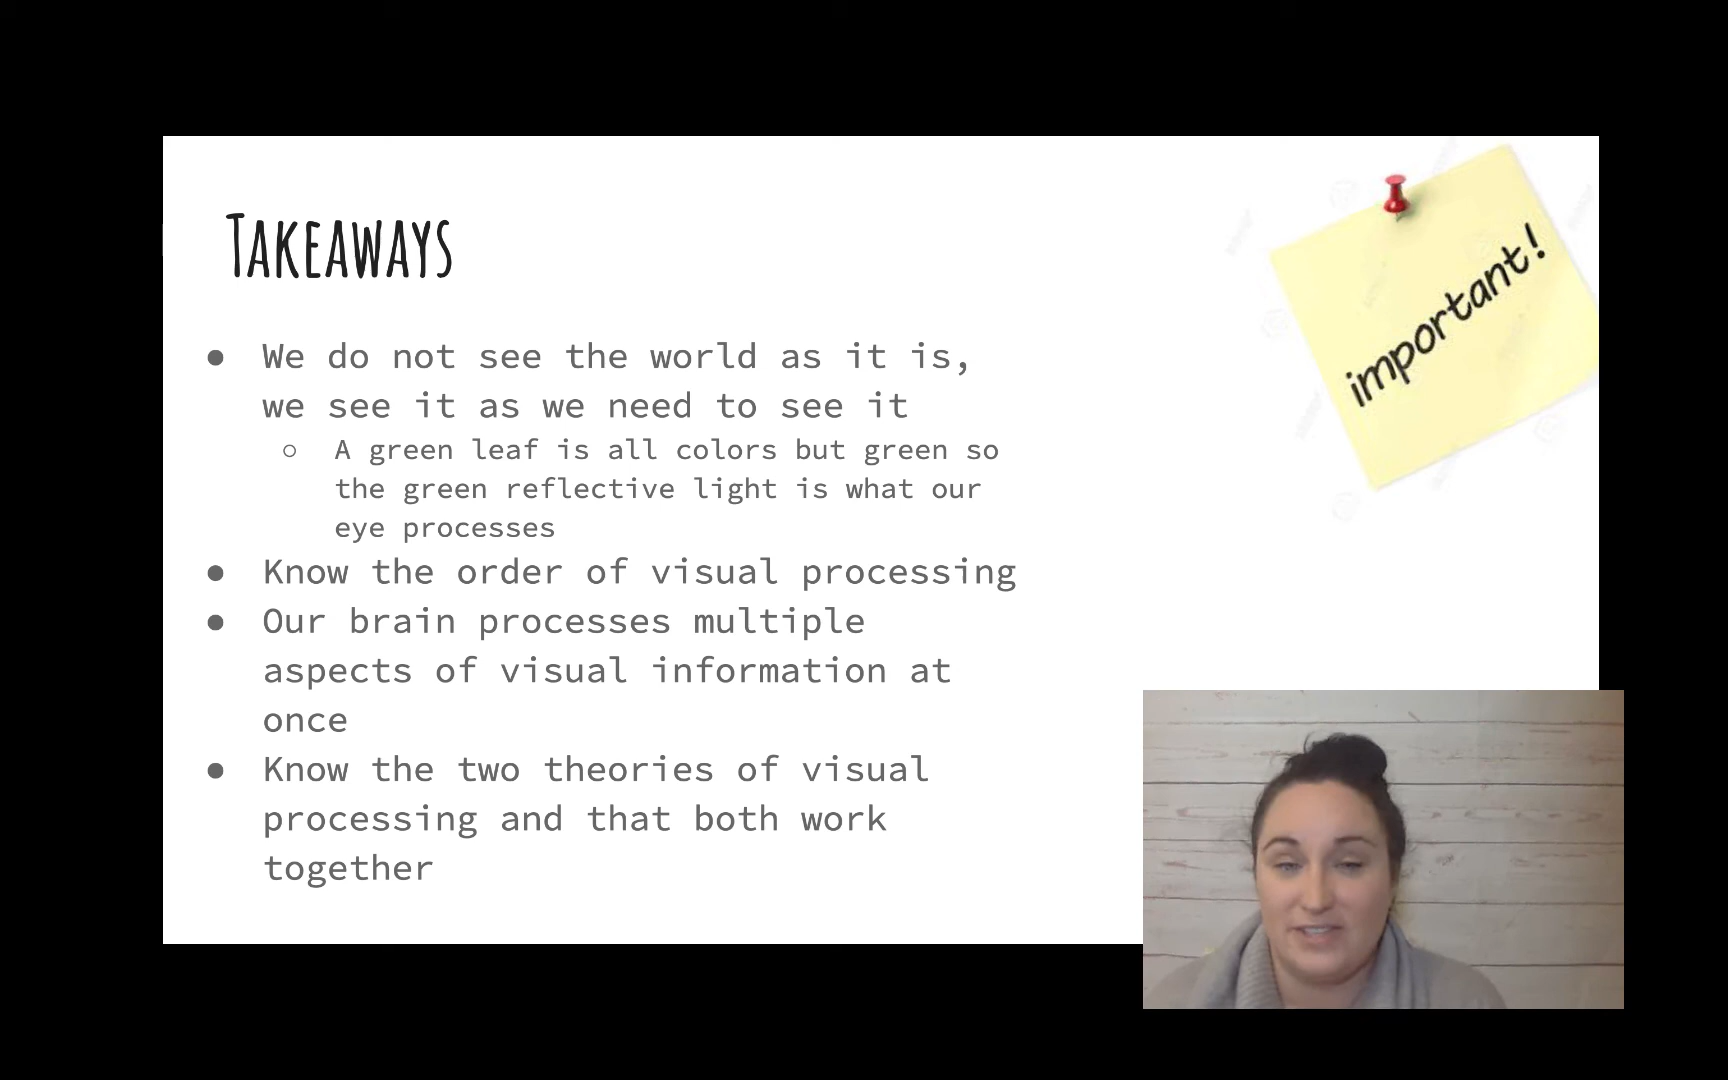 Takeaways
important!
● We do not see the world as it is,
we see it as we need to see it
○ A green leaf is all colors but green so
the green reflective light is what our
eye processes
● Know the order of visual processing
● Our brain processes multiple
aspects of visual information at
once
● Know the two theories of visual
processing and that both work
together